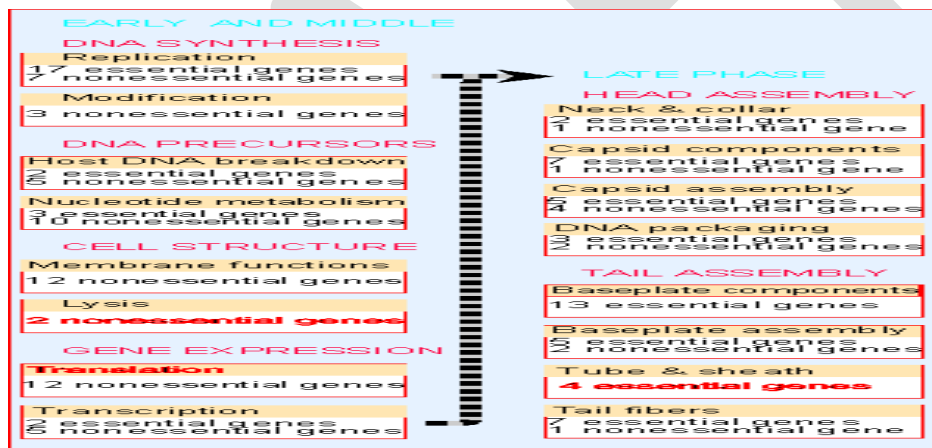 EARLY AND MIDDLE
DNA SYNTHESIS
Replication
17 essential genes
7 nonessential genes
Modification
3 nonessential genes
DNA PRECURSORS
Host DNA breakdown
2 essential genes
5 nonessential genes
Nucleotide metabolism
3 essential genes
10 nonessential genes
CELL STRUCTURE
Membrane functions
12 nonessential genes
Lysis
2 nonessential genes
GENE EXPRESSION
Translation
12 nonessential genes
Transcription
2 essential genes
5 nonessential genes
LATE PHASE
HEAD ASSEMBLY
Neck & collar
2 essential genes
1 nonessential gene
Capsid components
7 essential genes
1 nonessential gene
Capsid assembly
5 essential genes
4 nonessential genes
DNA packaging
3 essential genes
2 nonessential genes
TAIL ASSEMBLY
Baseplate components
13 essential genes
Baseplate assembly
5 essential genes
2 nonessential genes
Tube & sheath
4 essential genes
Tail fibers
7 essential genes
1 nonessential gene